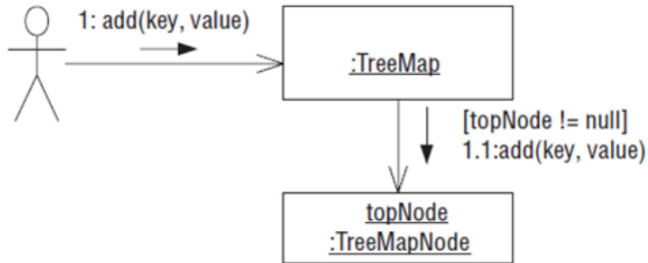 1: add(key, value)
:TreeMap
[topNode != null]
1.1:add(key, value)
topNode
:TreeMapNode